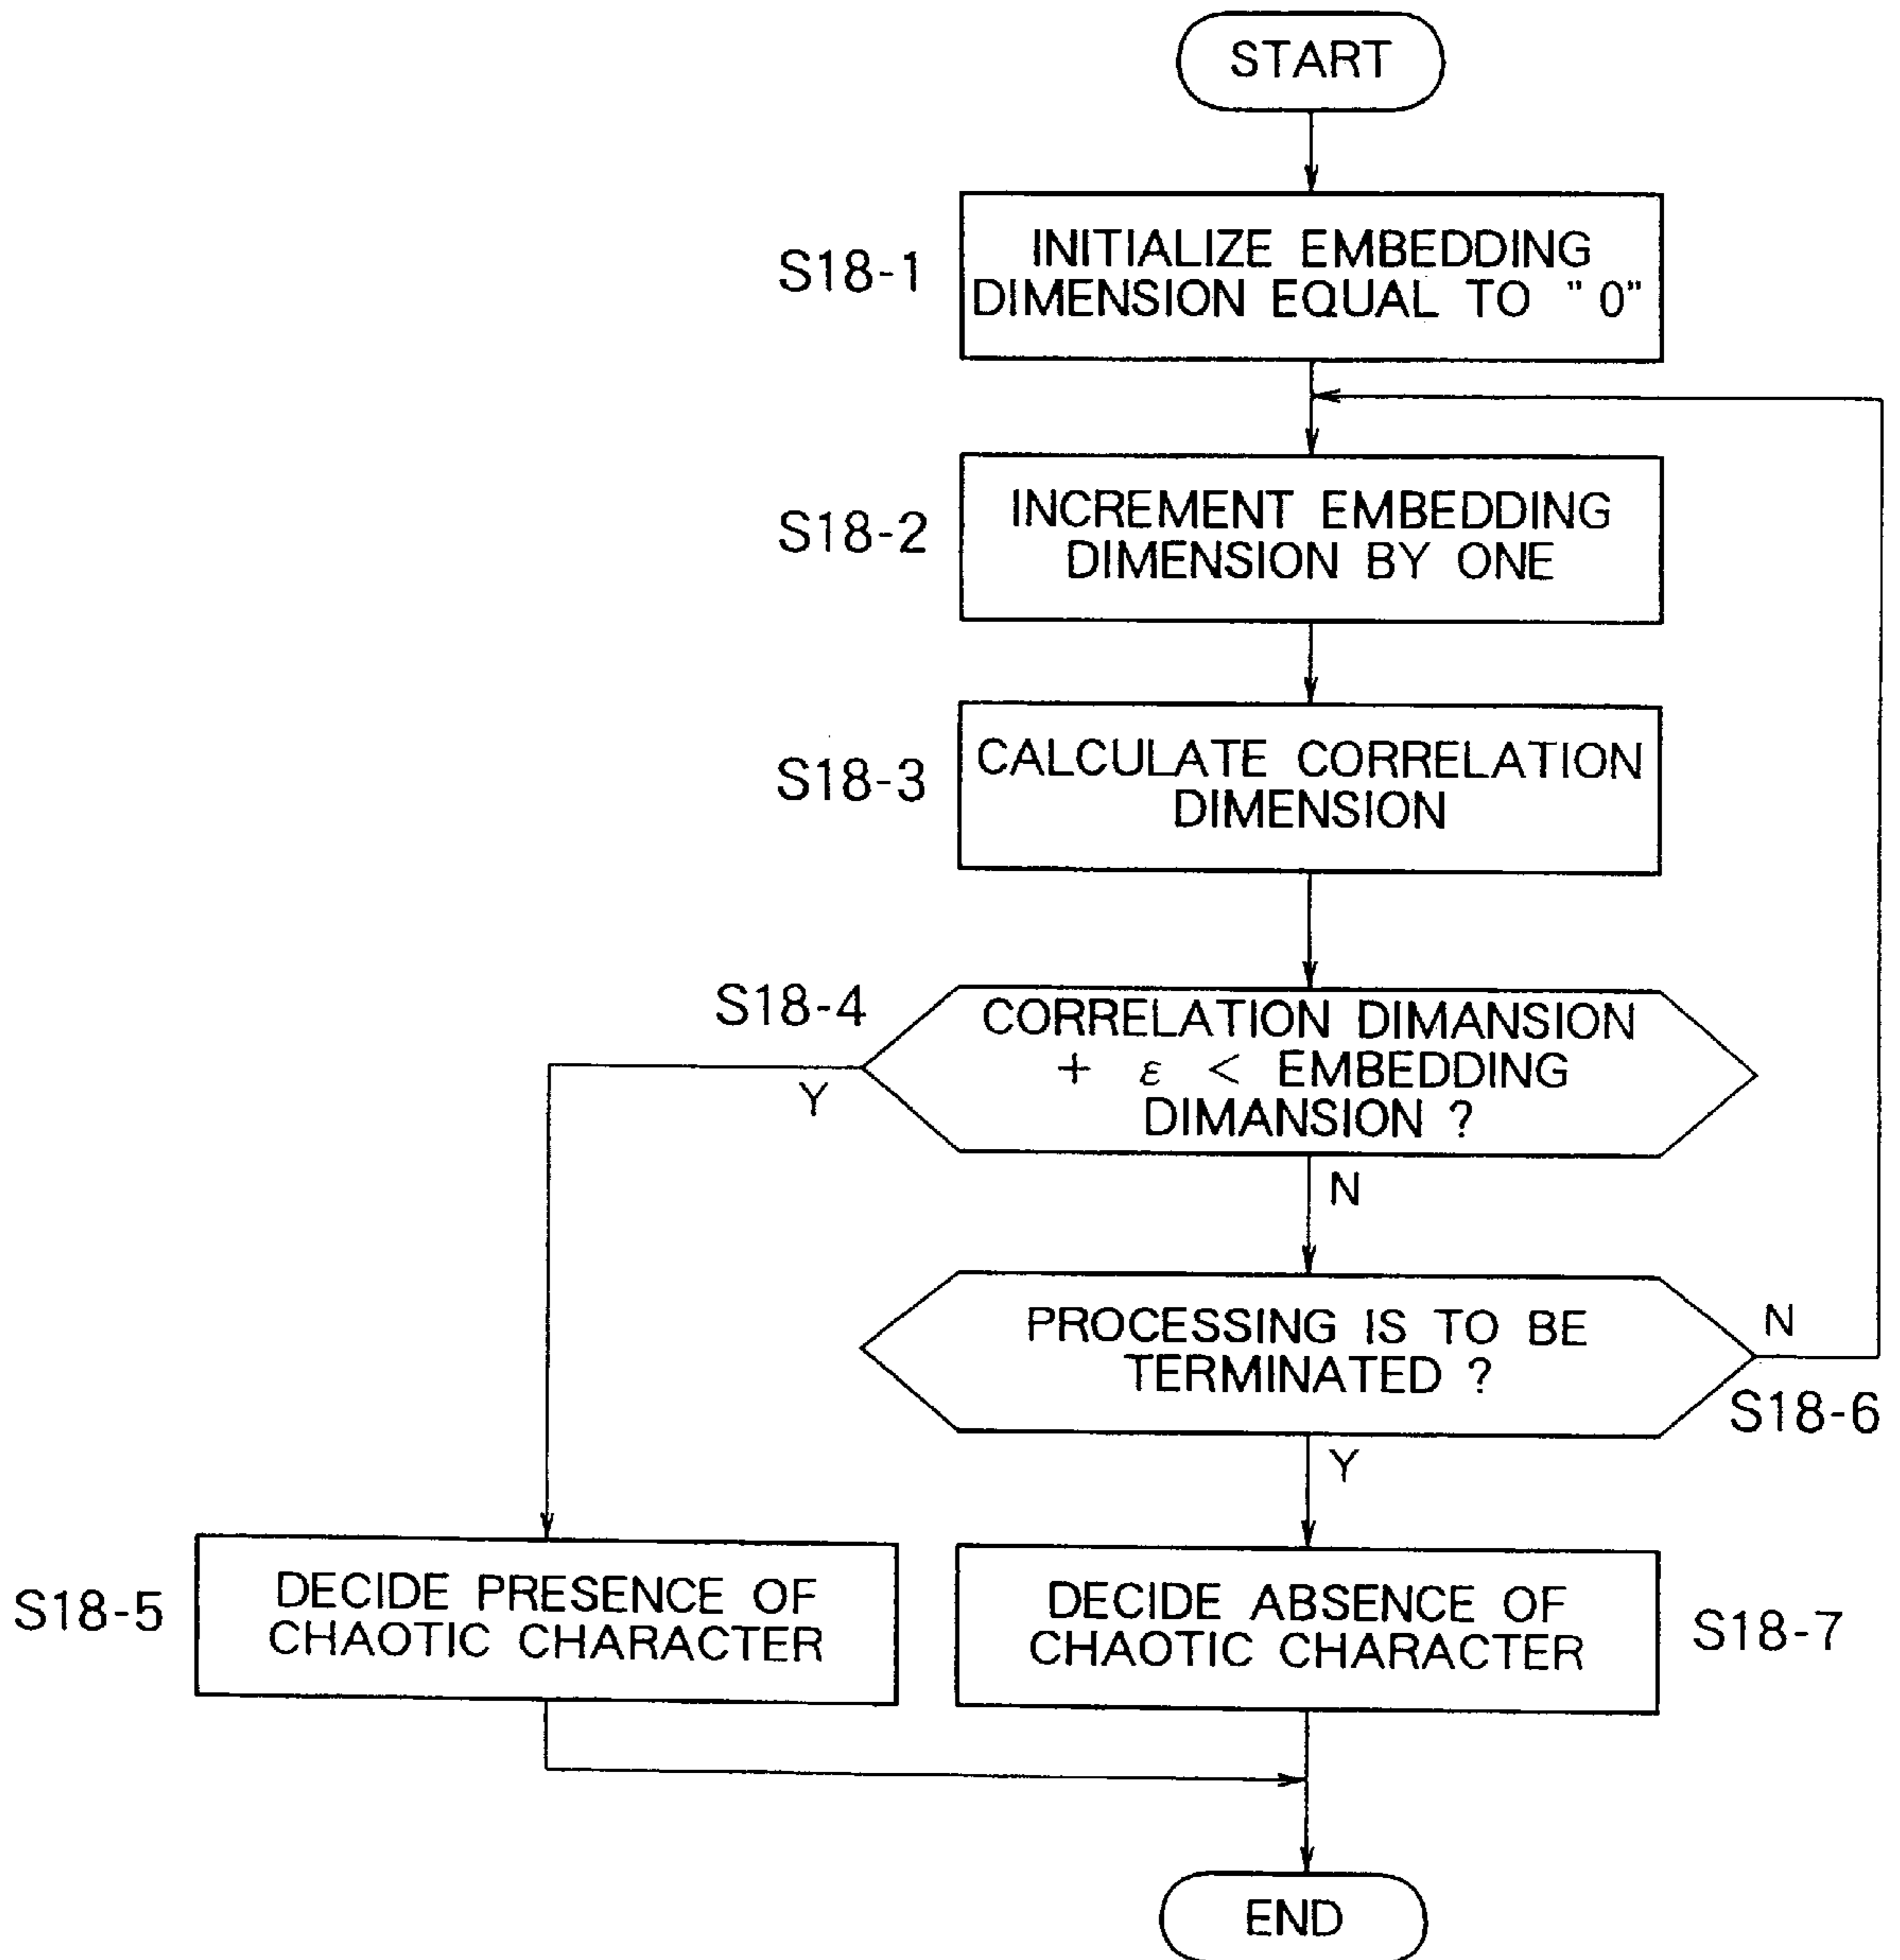 START
S18-1
INITIALIZE EMBEDDING
DIMENSION EQUAL TO "0"
S18-2
INCREMENT EMBEDDING
DIMENSION BY ONE
S18-3
CALCULATE CORRELATION
DIMENSION
S18-4
CORRELATION DIMANSION
+ ε < EMBEDDING
DIMANSION ?
Y
N
PROCESSING IS TO BE
TERMINATED ?
N
S18-6
Y
S18-5
DECIDE PRESENCE OF
CHAOTIC CHARACTER
DECIDE ABSENCE OF
CHAOTIC CHARACTER
S18-7
END